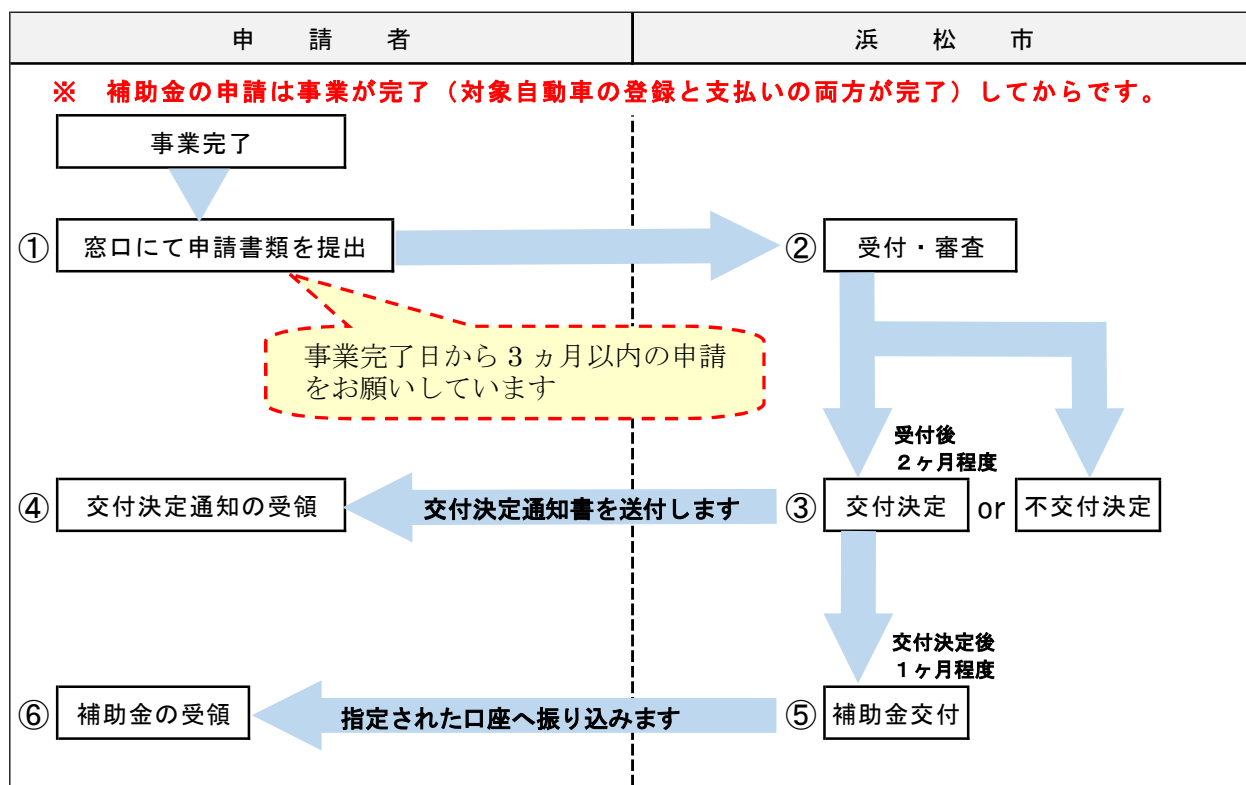 申請者
浜松市
※ 補助金の申請は事業が完了（対象自動車の登録と支払いの両方が完了）してからです。
事業完了
① 窓口にて申請書類を提出
② 受付・審査
事業完了日から３ヵ月以内の申請
をお願いしています
受付後
２ヶ月程度
④ 交付決定通知の受領
交付決定通知書を送付します
③ 交付決定 or 不交付決定
交付決定後
１ヶ月程度
⑥ 補助金の受領
指定された口座へ振り込みます
⑤ 補助金交付